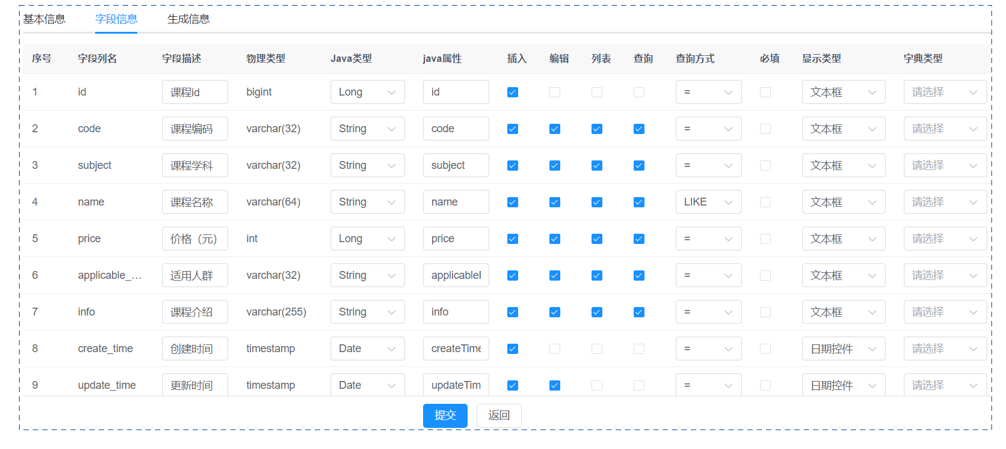 基本信息 字段信息 生成信息
序号 字段列名 字段描述 物理类型 Java类型 java属性 插入 编辑 列表 查询 查询方式 必填 显示类型 字典类型
1 id 课程id bigint Long id = 文本框 请选择
2 code 课程编码 varchar(32) String code = 文本框 请选择
3 subject 课程学科 varchar(32) String subject = 文本框 请选择
4 name 课程名称 varchar(64) String name LIKE 文本框 请选择
5 price 价格（元） int Long price = 文本框 请选择
6 applicable_... 适用人群 varchar(32) String applicable = 文本框 请选择
7 info 课程介绍 varchar(255) String info = 文本框 请选择
8 create_time 创建时间 timestamp Date createTime = 日期控件 请选择
9 update_time 更新时间 timestamp Date updateTim = 日期控件 请选择
提交 返回